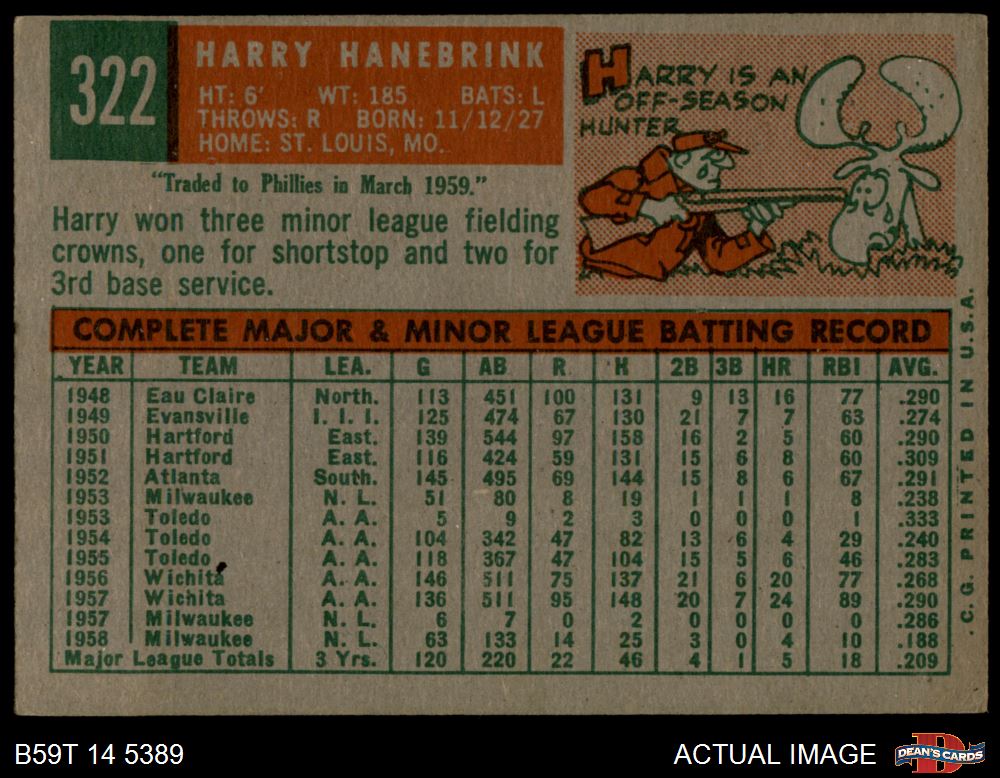 322
HARRY HANEBRINK
HT: 6' WT: 185 BATS: L
THROWS: R BORN: 11/12/27
HOME: ST. LOUIS, MO.
"Traded to Phillies in March 1959."
Harry won three minor league fielding
crowns, one for shortstop and two for
3rd base service.
HARRY IS AN
OFF-SEASON
HUNTER
COMPLETE MAJOR & MINOR LEAGUE BATTING RECORD
YEAR TEAM LEA. G AB R H 2B 3B HR RBI AVG.
1948 Eau Claire North. 113 451 100 131 9 13 16 77 .290
1949 Evansville I. I. I. 125 474 67 130 21 7 7 63 .274
1950 Hartford East. 139 544 97 158 16 2 5 60 .290
1951 Hartford East. 116 424 59 131 15 6 8 60 .309
1952 Atlanta South. 145 495 69 144 15 8 6 67 .291
1953 Milwaukee N. L. 51 80 8 19 1 1 1 8 .238
1953 Toledo A. A. 5 9 2 3 0 0 0 1 .333
1954 Toledo A. A. 104 342 47 82 13 6 4 29 .240
1955 Toledo A. A. 118 367 47 104 15 5 6 46 .283
1956 Wichita A. A. 146 511 75 137 21 6 20 77 .268
1957 Wichita A. A. 136 511 95 148 20 7 24 89 .290
1957 Milwaukee N. L. 6 7 0 2 0 0 0 0 .286
1958 Milwaukee N. L. 63 133 14 25 3 0 4 10 .188
Major League Totals 3 Yrs. 120 220 22 46 4 1 5 18 .209
. C. G. PRINTED IN U.S.A.
B59T 14 5389
ACTUAL IMAGE
D
DEAN'S CARDS